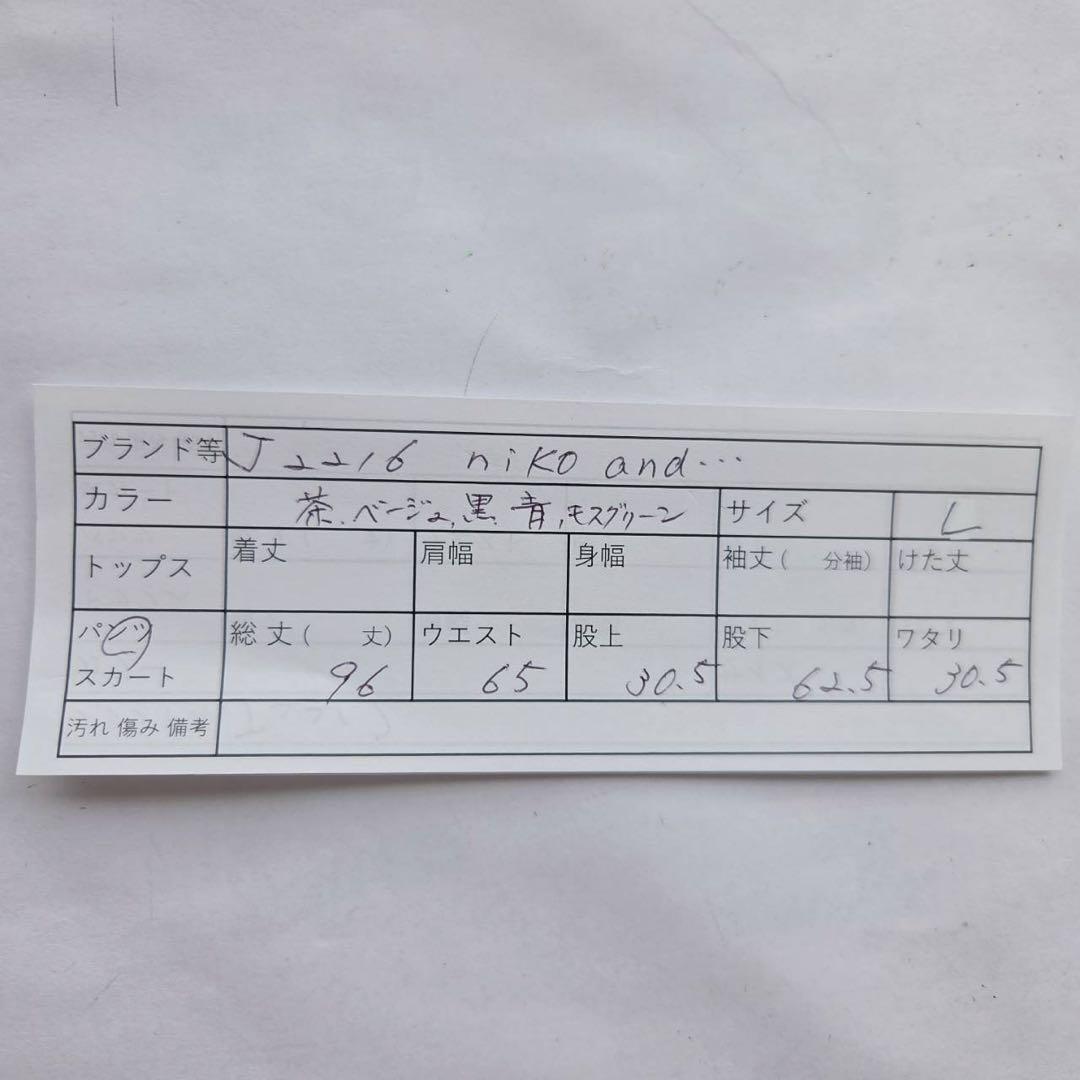 ブランド等 J2216 niko and...
カラー 茶、ベージュ、黒、青、モスグリーン サイズ L
トップス 着丈 肩幅 身幅 袖丈( 分袖) けた丈
パンツ 総丈( 丈) ウエスト 股上 股下 ワタリ
スカート 96 65 30.5 62.5 30.5
汚れ 傷み 備考